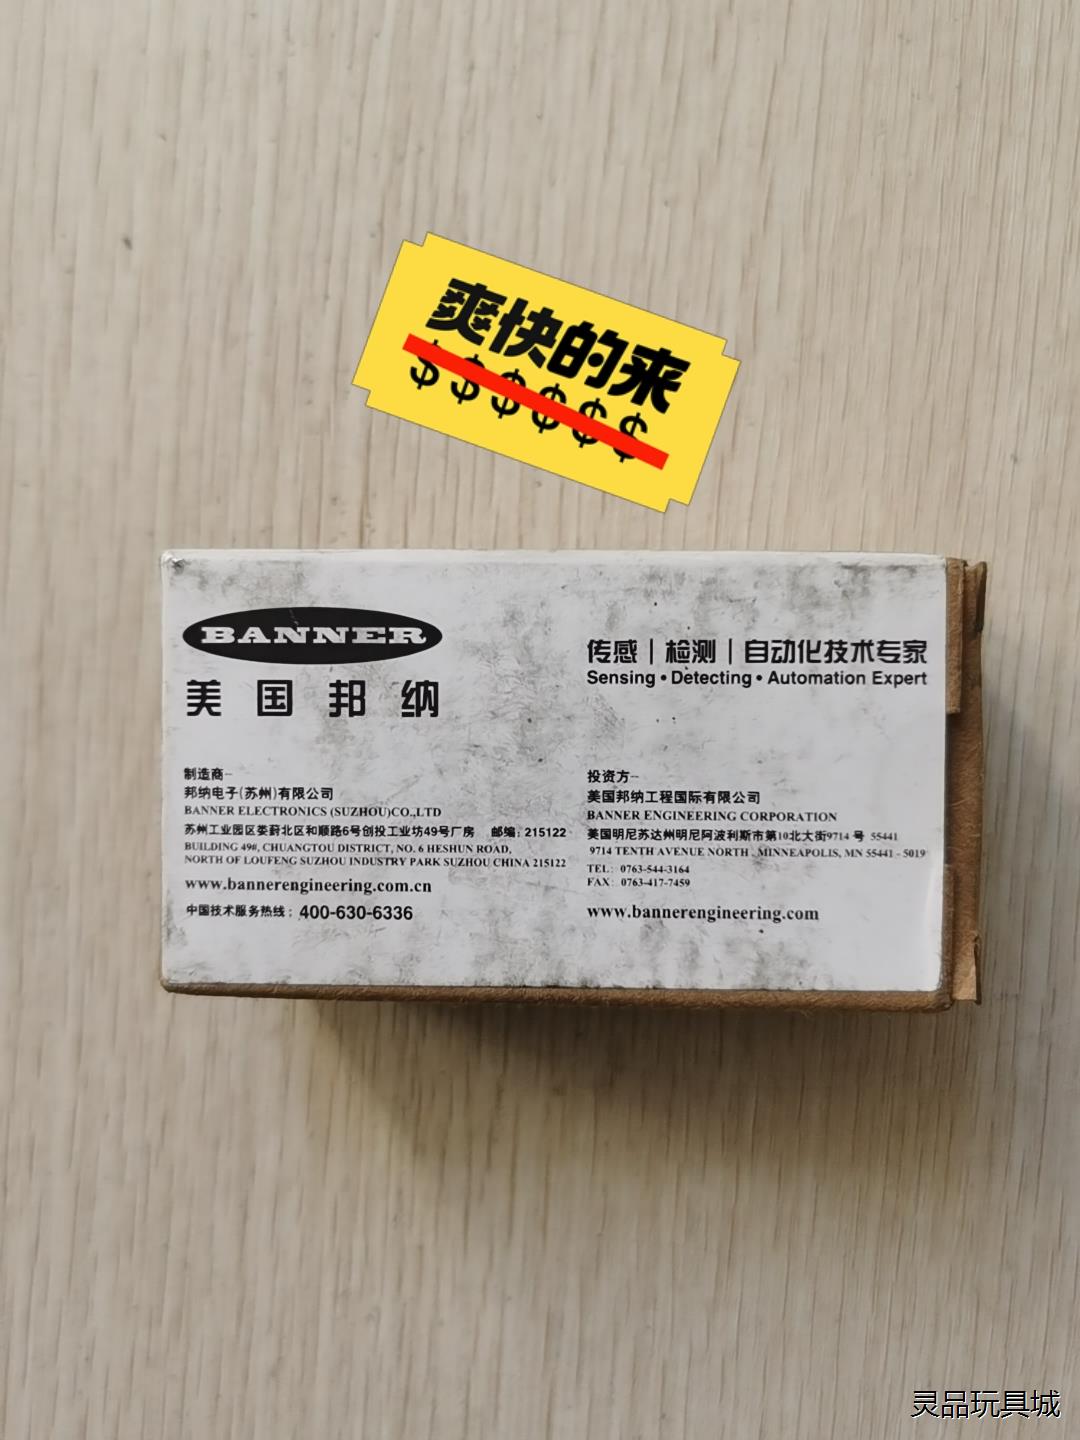 爽快的来
$$$$$$
BANNER
美国邦纳
传感|检测|自动化技术专家
Sensing•Detecting•Automation Expert
制造商--
邦纳电子(苏州)有限公司
BANNER ELECTRONICS (SUZHOU)CO.,LTD
苏州工业园区娄葑北区和顺路6号创投工业坊49号厂房 邮编: 215122
BUILDING 49#, CHUANGTOU DISTRICT, NO. 6 HESHUN ROAD,
NORTH OF LOUFENG SUZHOU INDUSTRY PARK SUZHOU CHINA 215122
www.bannerengineering.com.cn
中国技术服务热线: 400-630-6336
投资方--
美国邦纳工程国际有限公司
BANNER ENGINEERING CORPORATION
美国明尼苏达州明尼阿波利斯市第10北大街9714 号 55441
9714 TENTH AVENUE NORTH . MINNEAPOLIS, MN 55441 - 5019
TEL: 0763-544-3164
FAX: 0763-417-7459
www.bannerengineering.com
灵品玩具城